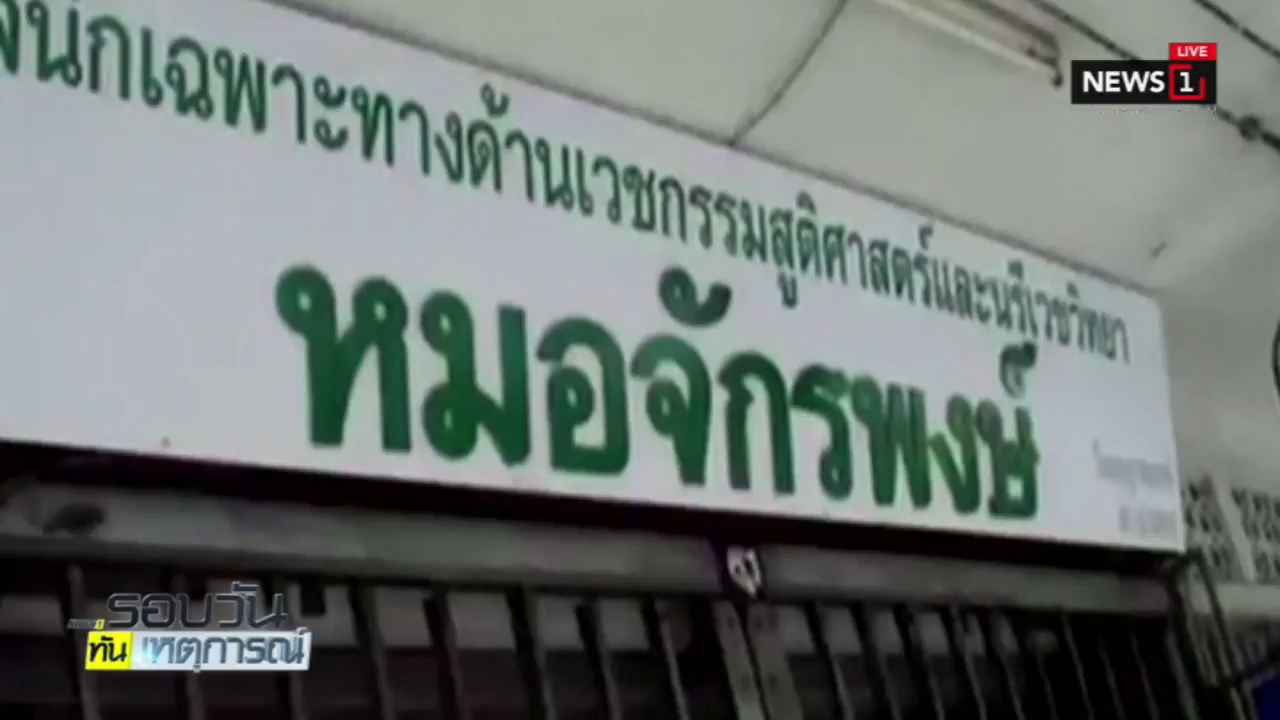 LIVE
NEWS 1
นิกเฉพาะทางด้านเวชกรรมสูติศาสตร์และนรีเวชวิทยา
หมอจักรพงษ์
รอบวัน
ทัน เหตุการณ์